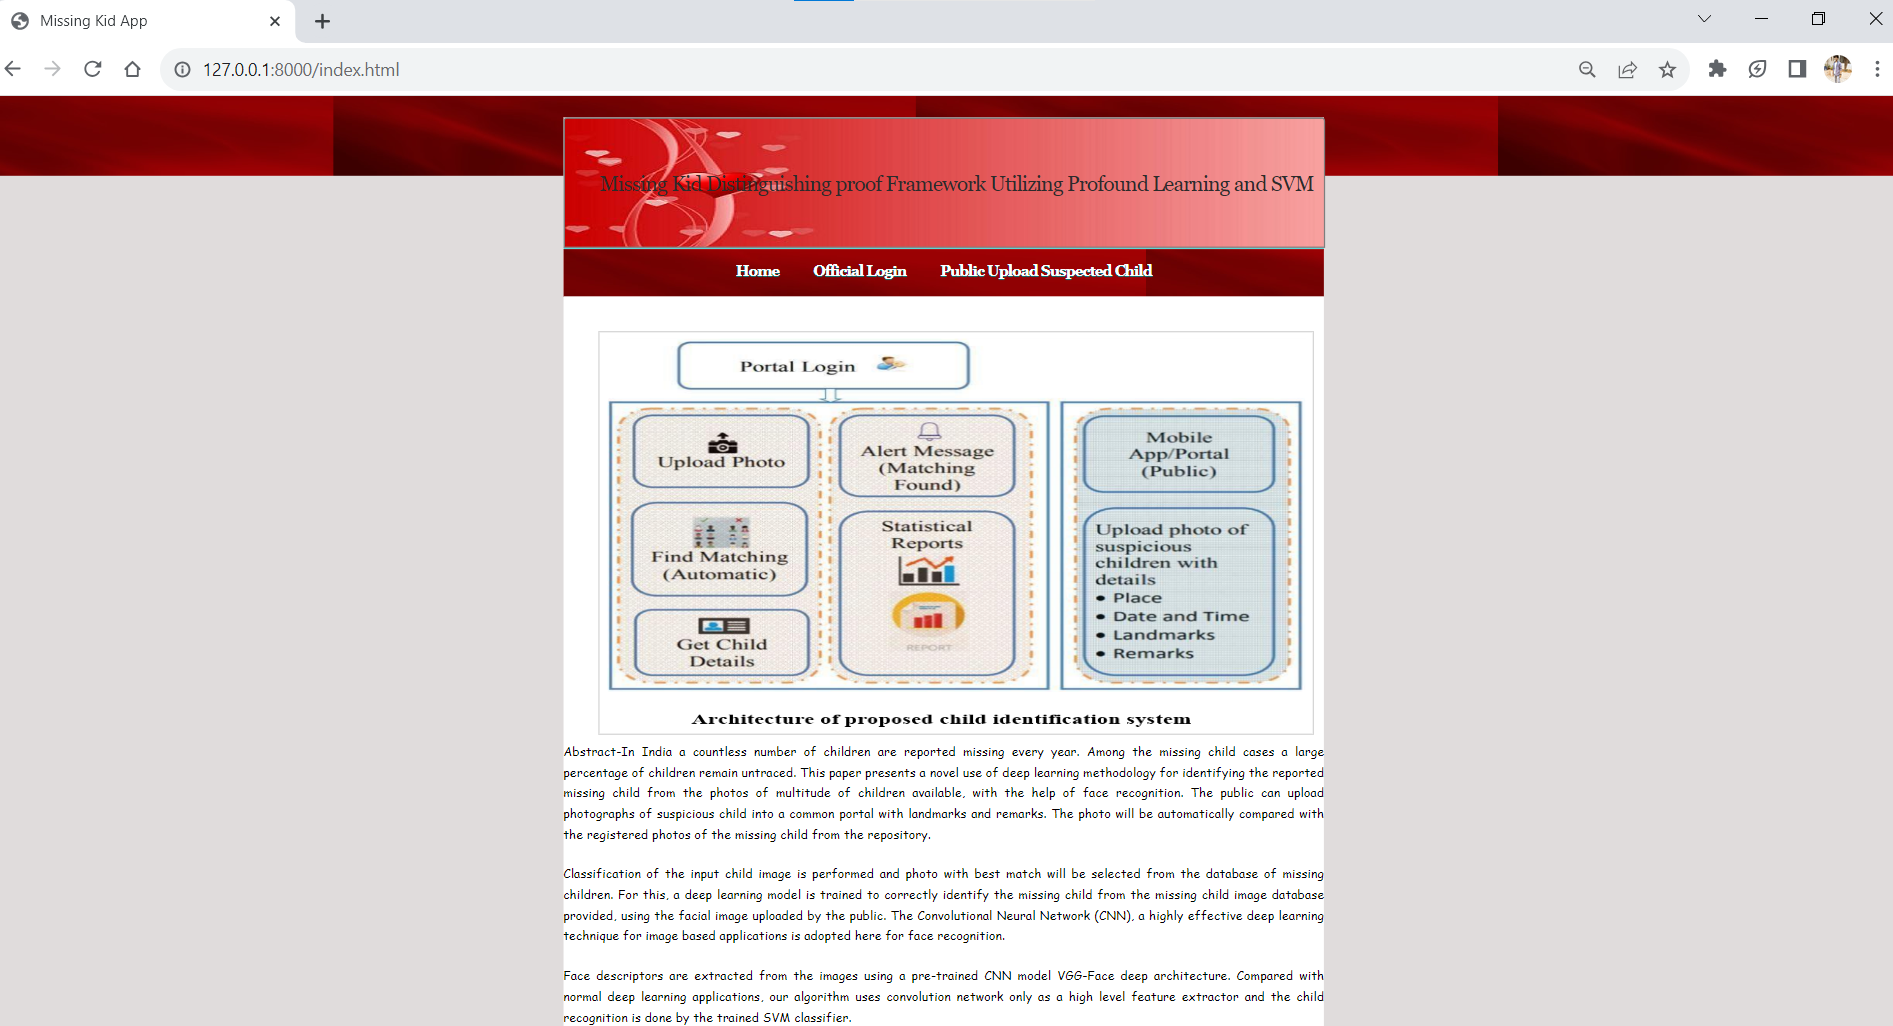 Missing Kid App
127.0.0.1:8000/index.html
Missing Kid Distinguishing proof Framework Utilizing Profound Learning and SVM
Home Official Login Public Upload Suspected Child
Portal Login
Upload Photo
Find Matching
(Automatic)
Get Child
Details
Alert Message
(Matching
Found)
Statistical
Reports
REPORT
Mobile
App/Portal
(Public)
Upload photo of
suspicious
children with
details
• Place
• Date and Time
• Landmarks
• Remarks
Architecture of proposed child identification system
Abstract-In India a countless number of children are reported missing every year. Among the missing child cases a large
percentage of children remain untraced. This paper presents a novel use of deep learning methodology for identifying the reported
missing child from the photos of multitude of children available, with the help of face recognition. The public can upload
photographs of suspicious child into a common portal with landmarks and remarks. The photo will be automatically compared with
the registered photos of the missing child from the repository.
Classification of the input child image is performed and photo with best match will be selected from the database of missing
children. For this, a deep learning model is trained to correctly identify the missing child from the missing child image database
provided, using the facial image uploaded by the public. The Convolutional Neural Network (CNN), a highly effective deep learning
technique for image based applications is adopted here for face recognition.
Face descriptors are extracted from the images using a pre-trained CNN model VGG-Face deep architecture. Compared with
normal deep learning applications, our algorithm uses convolution network only as a high level feature extractor and the child
recognition is done by the trained SVM classifier.